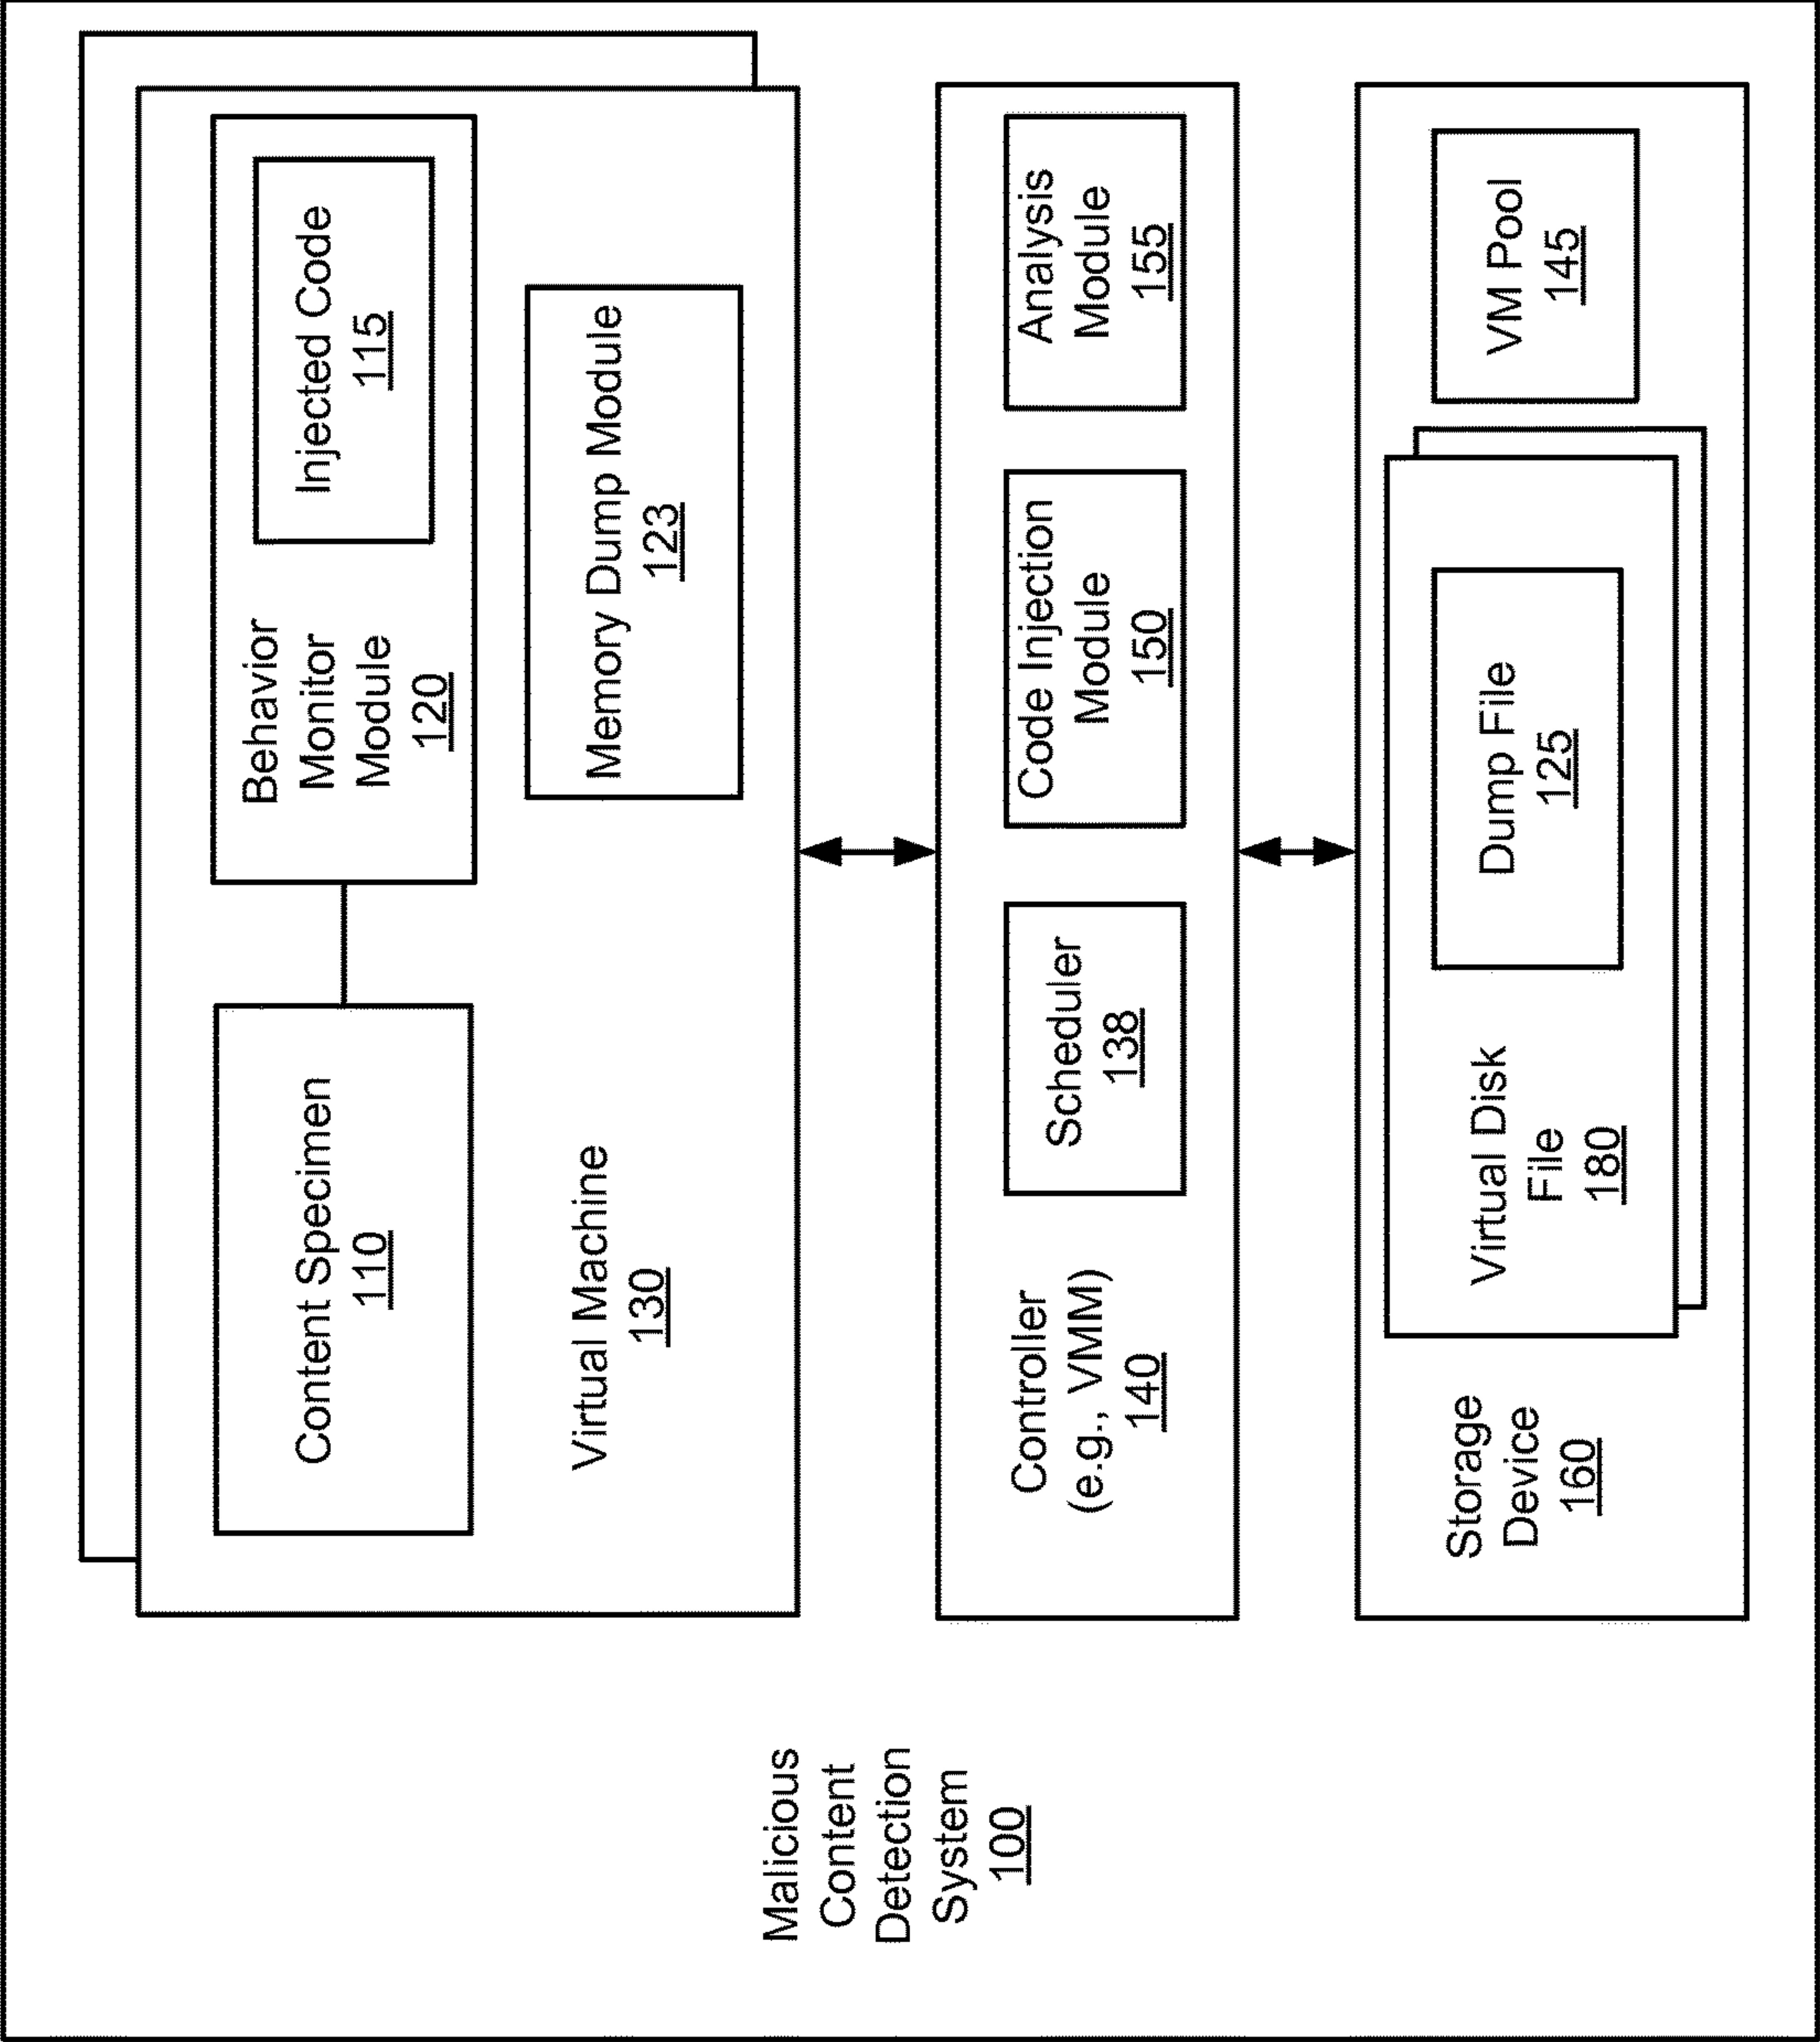 Malicious
Content
Detection
System
100
Content Specimen
110
Behavior
Monitor
Module
120
Injected Code
115
Virtual Machine
130
Memory Dump Module
123
Controller
(e.g., VMM)
140
Scheduler
138
Code Injection
Module
150
Analysis
Module
155
Storage
Device
160
Virtual Disk
File
180
Dump File
125
VM Pool
145